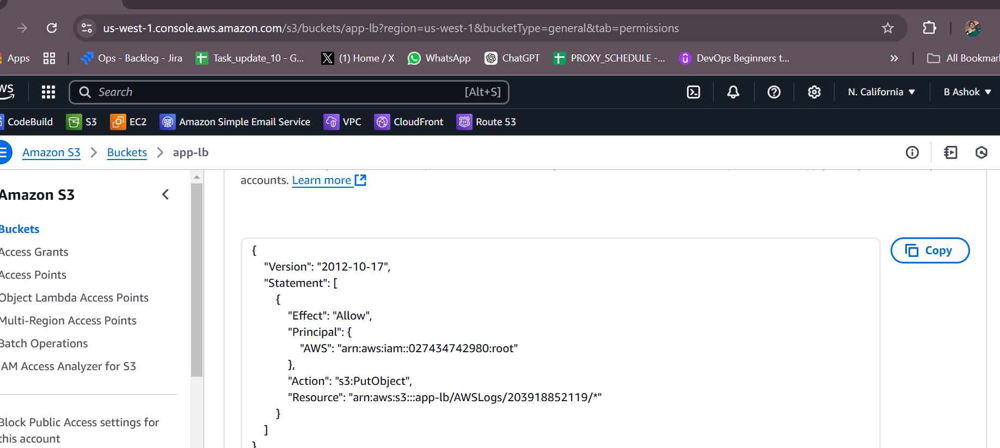 us-west-1.console.aws.amazon.com/s3/buckets/app-lb?region=us-west-1&bucketType=general&tab=permissions
Apps
Ops - Backlog - Jira
Task_update_10 - G...
(1) Home / X
WhatsApp
ChatGPT
PROXY_SCHEDULE -...
DevOps Beginners t...
All Bookmar
Search
[Alt+S]
N. California
B Ashok
CodeBuild
S3
EC2
Amazon Simple Email Service
VPC
CloudFront
Route 53
Amazon S3
Buckets
app-lb
accounts. Learn more
Amazon S3
Buckets
Access Grants
Access Points
Object Lambda Access Points
Multi-Region Access Points
Batch Operations
IAM Access Analyzer for S3
Block Public Access settings for
this account
{
"Version": "2012-10-17",
"Statement": [
{
"Effect": "Allow",
"Principal": {
"AWS": "arn:aws:iam::027434742980:root"
},
"Action": "s3:PutObject",
"Resource": "arn:aws:s3:::app-lb/AWSLogs/203918852119/*"
}
]
}
Copy